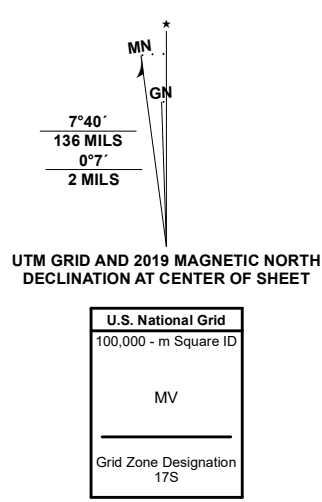 MN
GN
7°40´
136 MILS
0°7´
2 MILS
UTM GRID AND 2019 MAGNETIC NORTH
DECLINATION AT CENTER OF SHEET
U.S. National Grid
100,000 - m Square ID
MV
Grid Zone Designation
17S